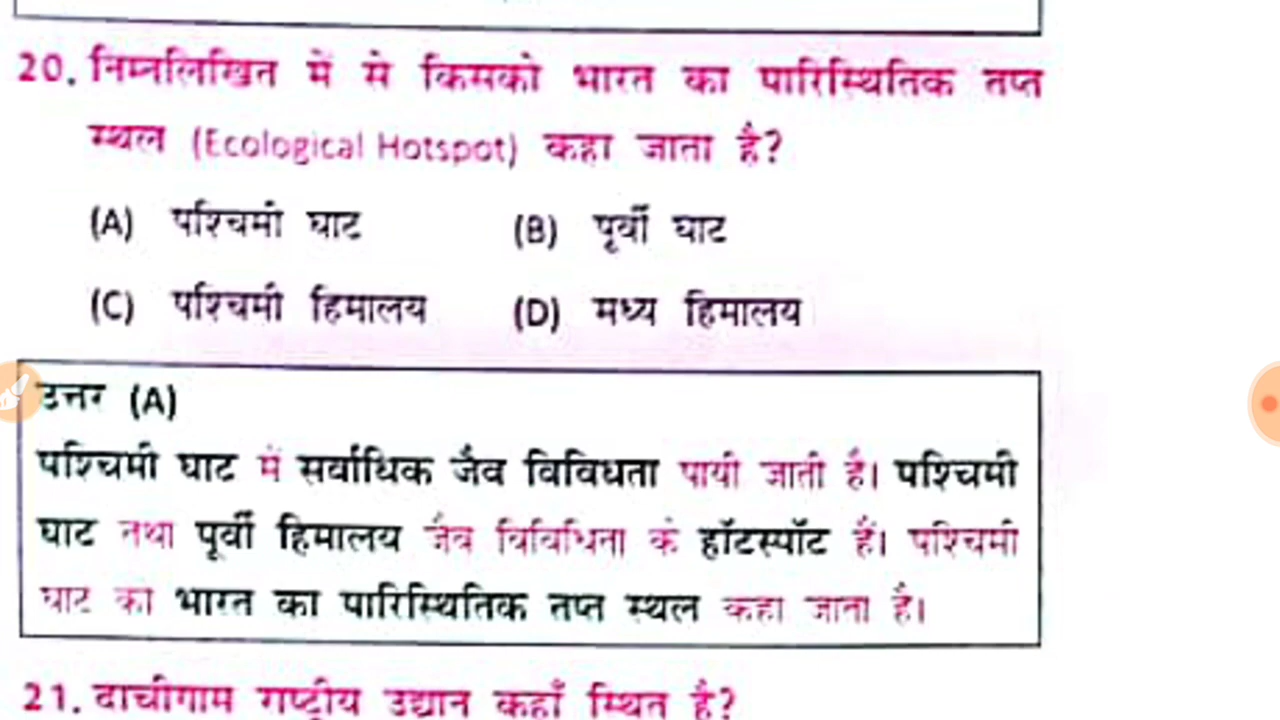 20. निम्नलिखित में से किसको भारत का पारिस्थितिक तप्त
स्थल (Ecological Hotspot) कहा जाता है?
(A) पश्चिमी घाट (B) पूर्वी घाट
(C) पश्चिमी हिमालय (D) मध्य हिमालय
उत्तर (A)
पश्चिमी घाट में सर्वाधिक जैव विविधता पायी जाती है। पश्चिमी
घाट तथा पूर्वी हिमालय जैव विविधिता के हॉटस्पॉट हैं। पश्चिमी
घाट को भारत का पारिस्थितिक तप्त स्थल कहा जाता है।
21. दाचीगाम राष्ट्रीय उद्यान कहाँ स्थित है?